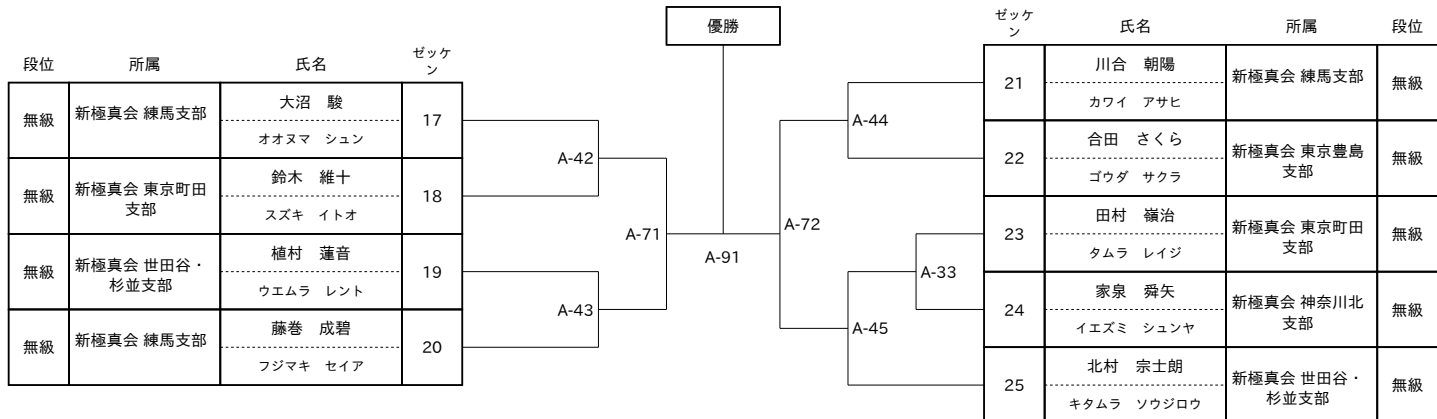 優勝
段位 所属 氏名 ゼッケ
ン
無級 新極真会 練馬支部 大沼 駿 17
オオヌマ シュン
無級 新極真会 東京町田
支部 鈴木 維十 18
スズキ イトオ
無級 新極真会 世田谷・
杉並支部 植村 蓮音 19
ウエムラ レント
無級 新極真会 練馬支部 藤巻 成碧 20
フジマキ セイア
A-42
A-43
A-71
A-91
A-72
A-44
A-33
A-45
ゼッケ
ン 氏名 所属 段位
21 川合 朝陽 新極真会 練馬支部 無級
カワイ アサヒ
22 合田 さくら 新極真会 東京豊島
支部 無級
ゴウダ サクラ
23 田村 嶺治 新極真会 東京町田
支部 無級
タムラ レイジ
24 家泉 舜矢 新極真会 神奈川北
支部 無級
イエズミ シュンヤ
25 北村 宗士朗 新極真会 世田谷・
杉並支部 無級
キタムラ ソウジロウ